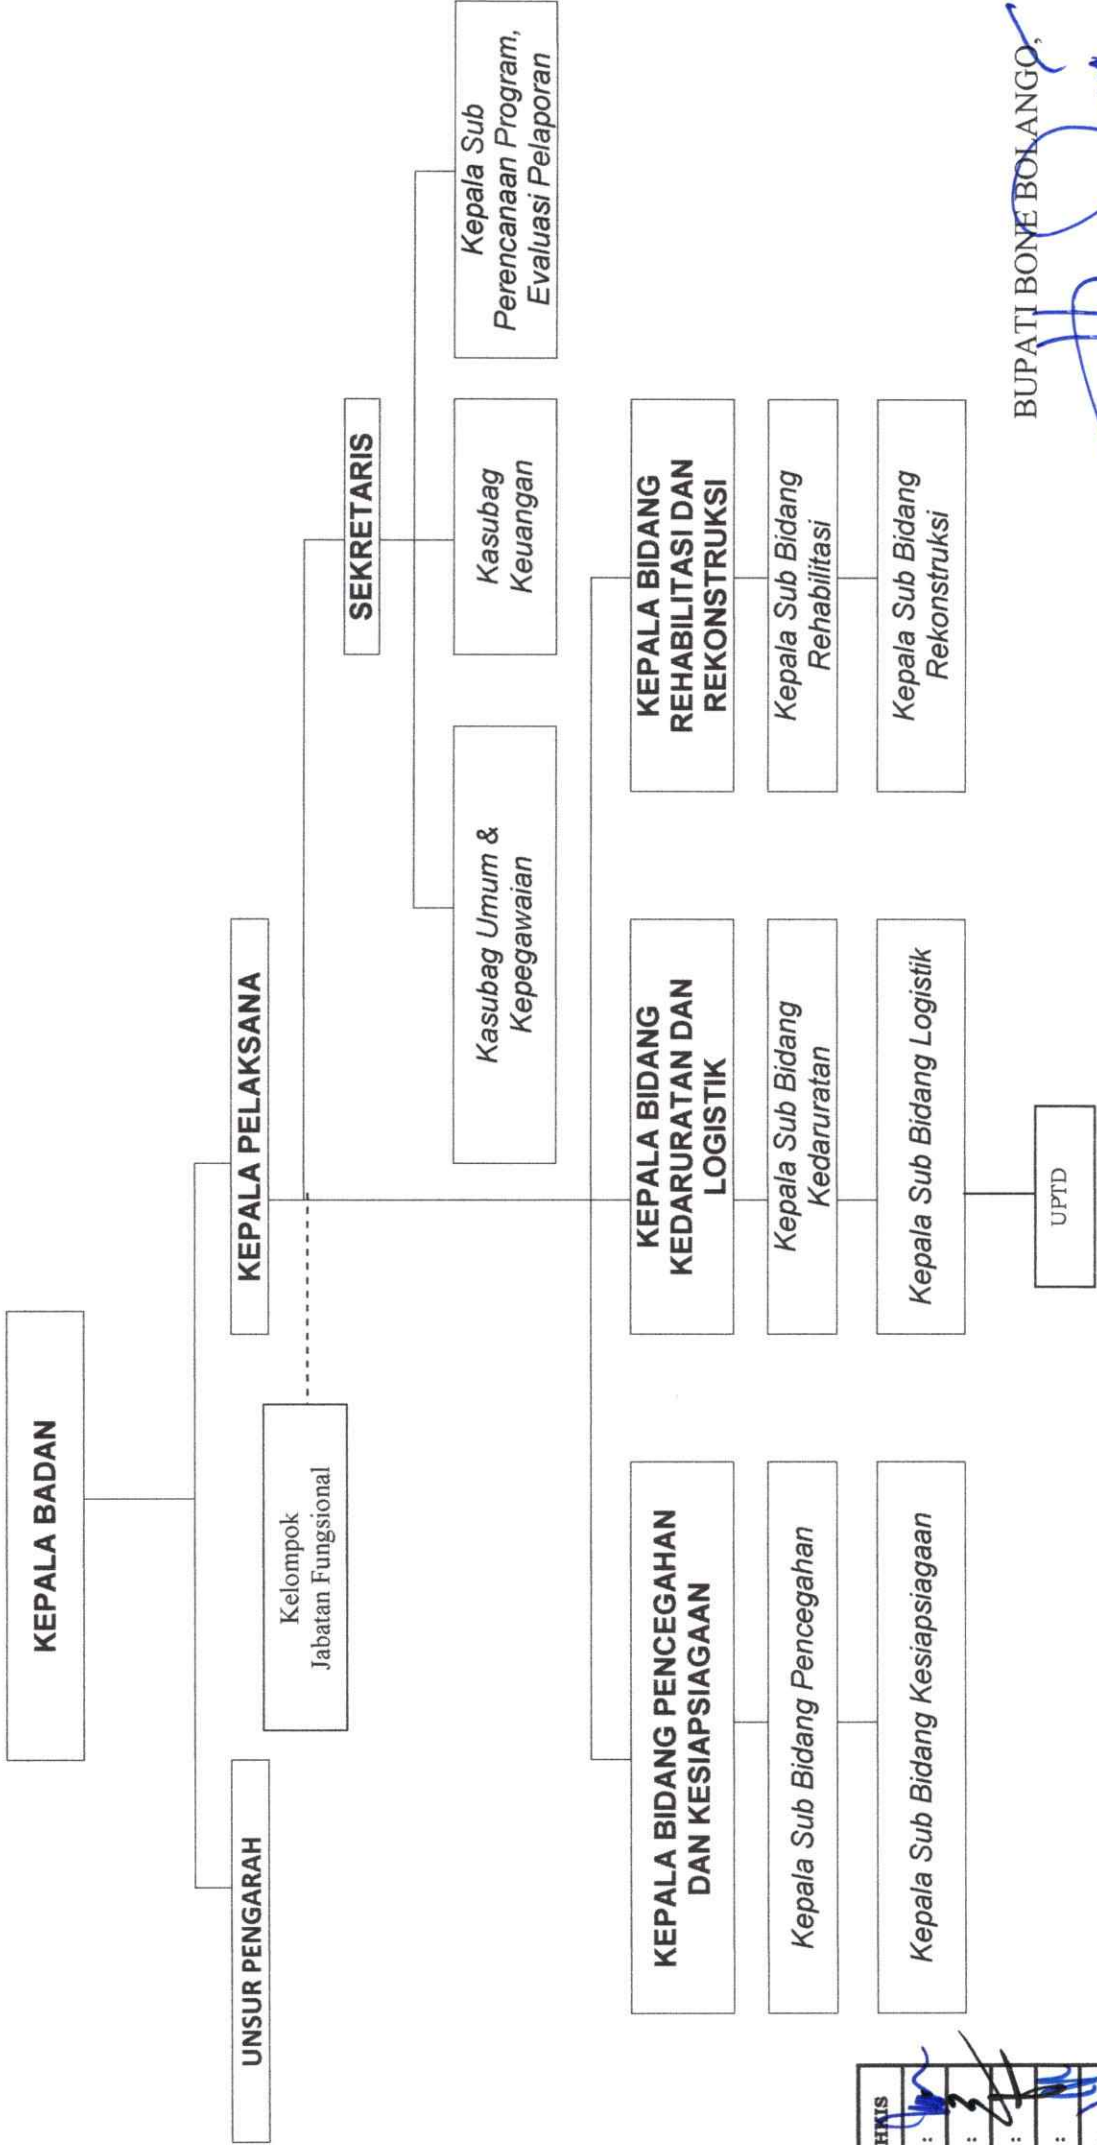 KEPALA BADAN
UNSUR PENGARAH
KEPALA PELAKSANA
Kelompok
Jabatan Fungsional
SEKRETARIS
Kasubag Umum &
Kepegawaian
Kasubag
Keuangan
Kepala Sub
Perencanaan Program,
Evaluasi Pelaporan
KEPALA BIDANG PENCEGAHAN
DAN KESIAPSIAGAAN
KEPALA BIDANG
KEDARURATAN DAN
LOGISTIK
KEPALA BIDANG
REHABILITASI DAN
REKONSTRUKSI
Kepala Sub Bidang Pencegahan
Kepala Sub Bidang
Kedaruratan
Kepala Sub Bidang
Rehabilitasi
Kepala Sub Bidang Kesiapsiagaan
Kepala Sub Bidang Logistik
Kepala Sub Bidang
Rekonstruksi
UPTD
BUPATI BONE BOLANGO,